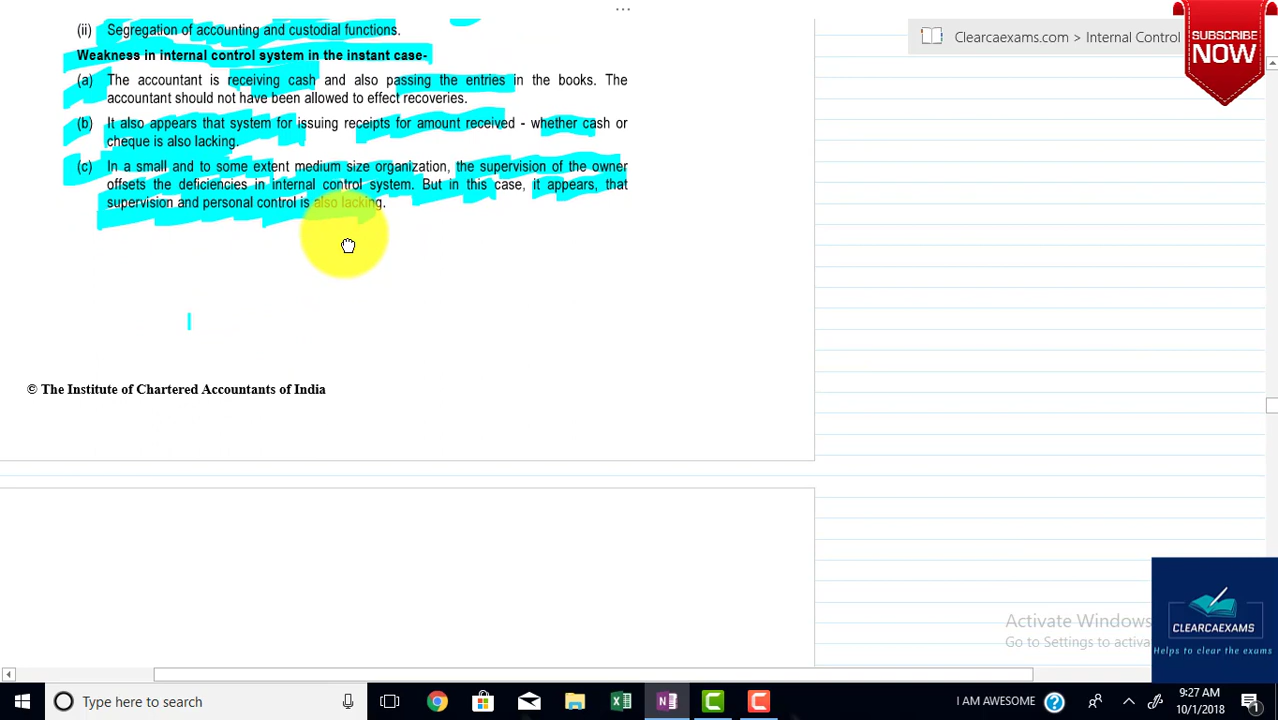 (ii) Segregation of accounting and custodial functions.
Clearcaexams.com > Internal Control
SUBSCRIBE
NOW
Weakness in internal control system in the instant case-
(a) The accountant is receiving cash and also passing the entries in the books. The
accountant should not have been allowed to effect recoveries.
(b) It also appears that system for issuing receipts for amount received - whether cash or
cheque is also lacking.
(c) In a small and to some extent medium size organization, the supervision of the owner
offsets the deficiencies in internal control system. But in this case, it appears, that
supervision and personal control is also lacking.
© The Institute of Chartered Accountants of India
Activate Windows
Go to Settings to activa
CLEARCAEXAMS
Helps to clear the exams
Type here to search
I AM AWESOME
9:27 AM
10/1/2018
1